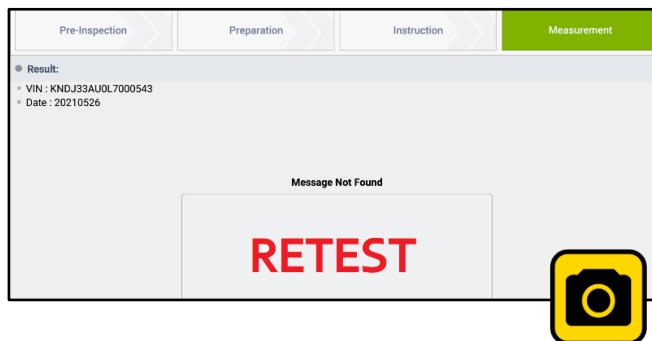 Pre-Inspection
Preparation
Instruction
Measurement
Result:
VIN : KNDJ33AU0L7000543
Date : 20210526
Message Not Found
RETEST